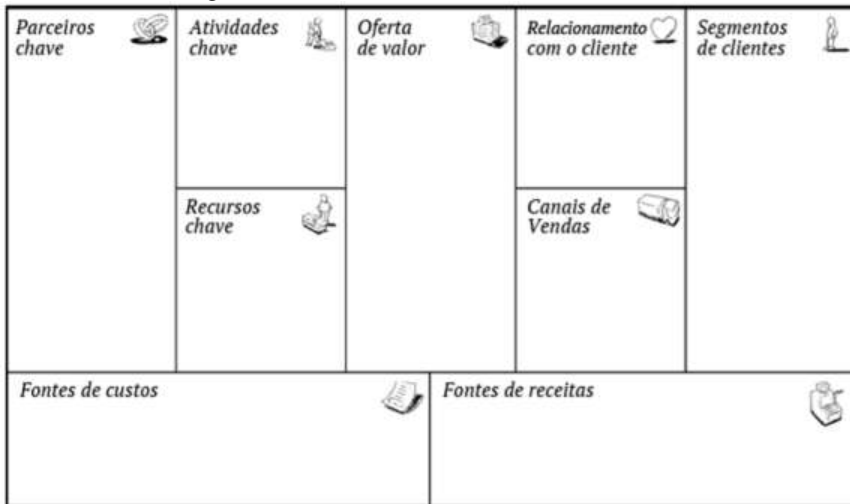 Parceiros
chave
Atividades
chave
Oferta
de valor
Relacionamento
com o cliente
Segmentos
de clientes
Recursos
chave
Canais de
Vendas
Fontes de custos
Fontes de receitas